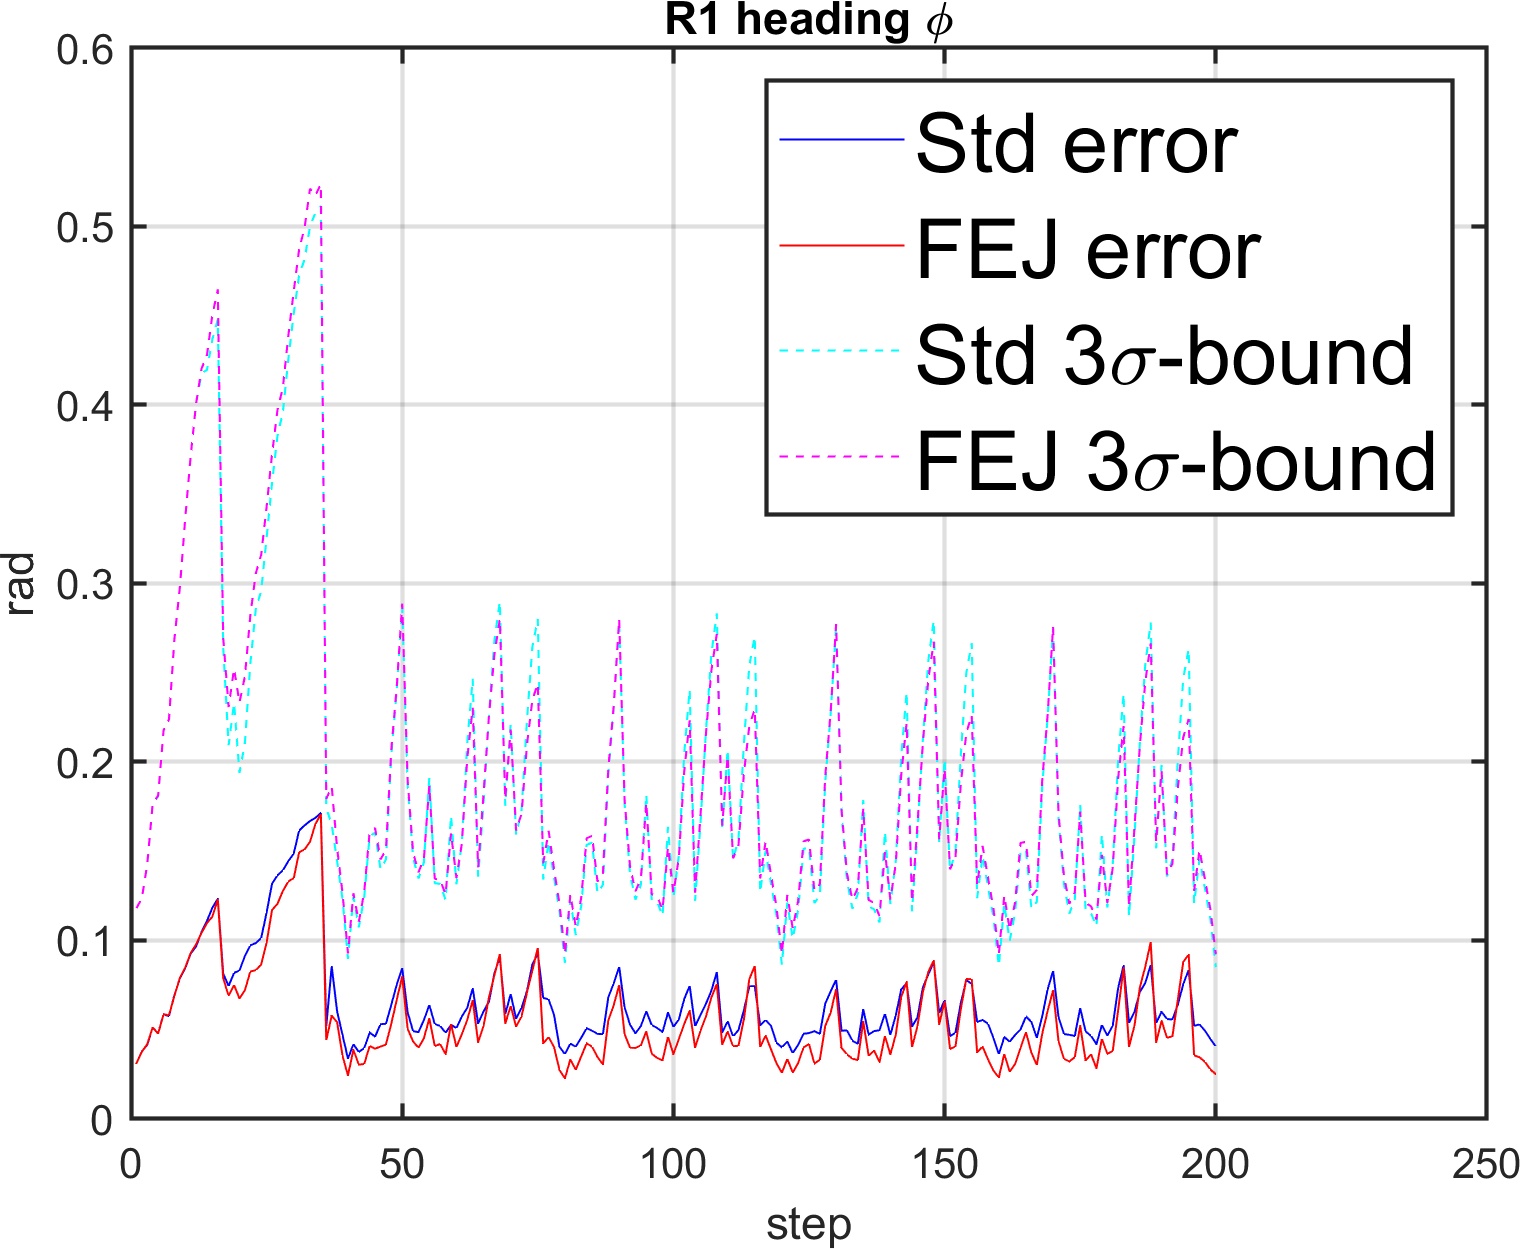 R1 heading ϕ
0.6
0.5
0.4
0.3
0.2
0.1
0
rad
Std error
FEJ error
Std 3σ-bound
FEJ 3σ-bound
0 50 100 150 200 250
step